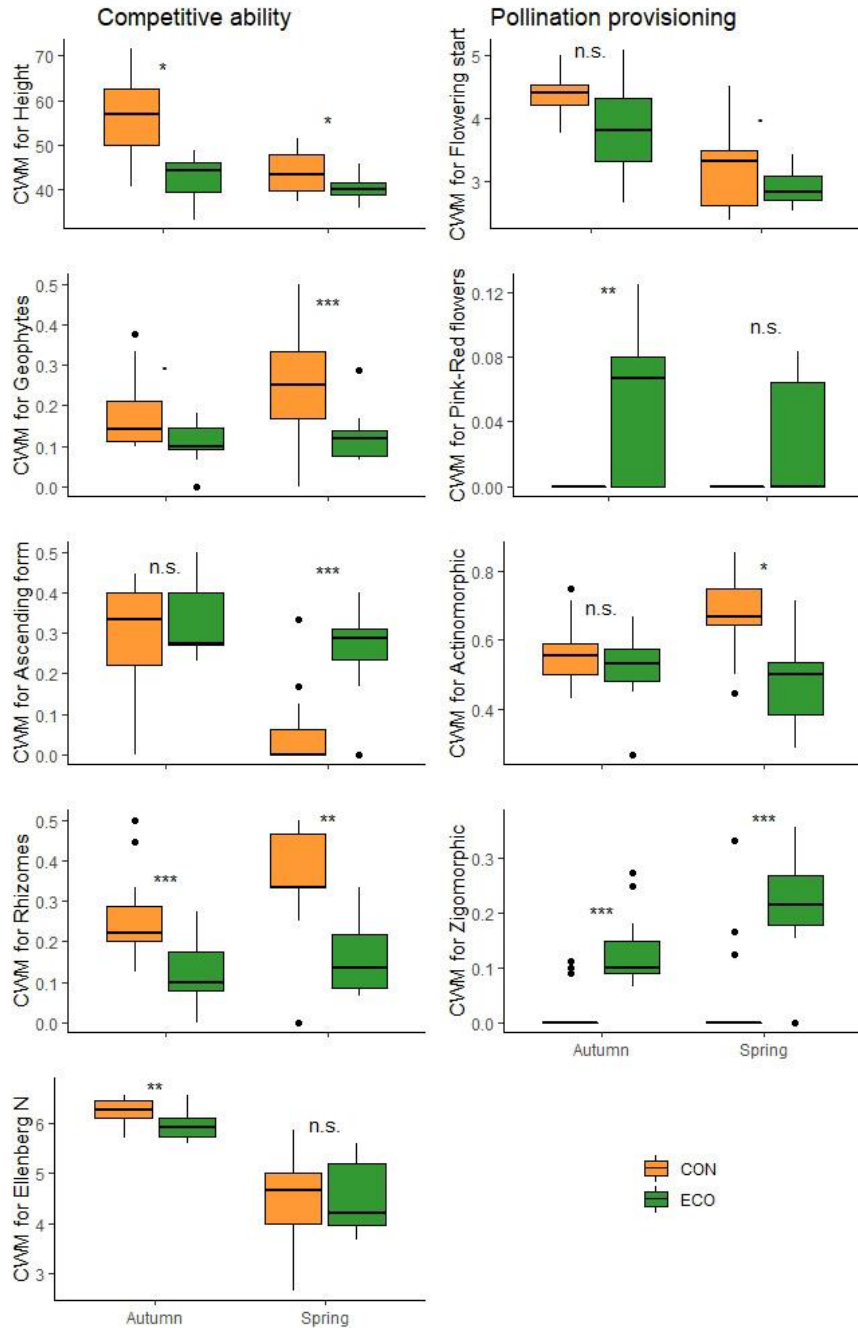 Competitive ability
Pollination provisioning
CWM for Height
70
60
50
40
*
*
CWM for Flowering start
5
4
3
n.s.
.
CWM for Geophytes
0.5
0.4
0.3
0.2
0.1
0.0
.
***
CWM for Pink-Red flowers
0.12
0.08
0.04
0.00
**
n.s.
CWM for Ascending form
0.5
0.4
0.3
0.2
0.1
0.0
n.s.
***
CWM for Actinomorphic
0.8
0.6
0.4
n.s.
*
CWM for Rhizomes
0.5
0.4
0.3
0.2
0.1
0.0
***
**
CWM for Zigomorphic
0.3
0.2
0.1
0.0
***
***
Autumn
Spring
CWM for Ellenberg N
6
5
4
3
**
n.s.
Autumn
Spring
CON
ECO